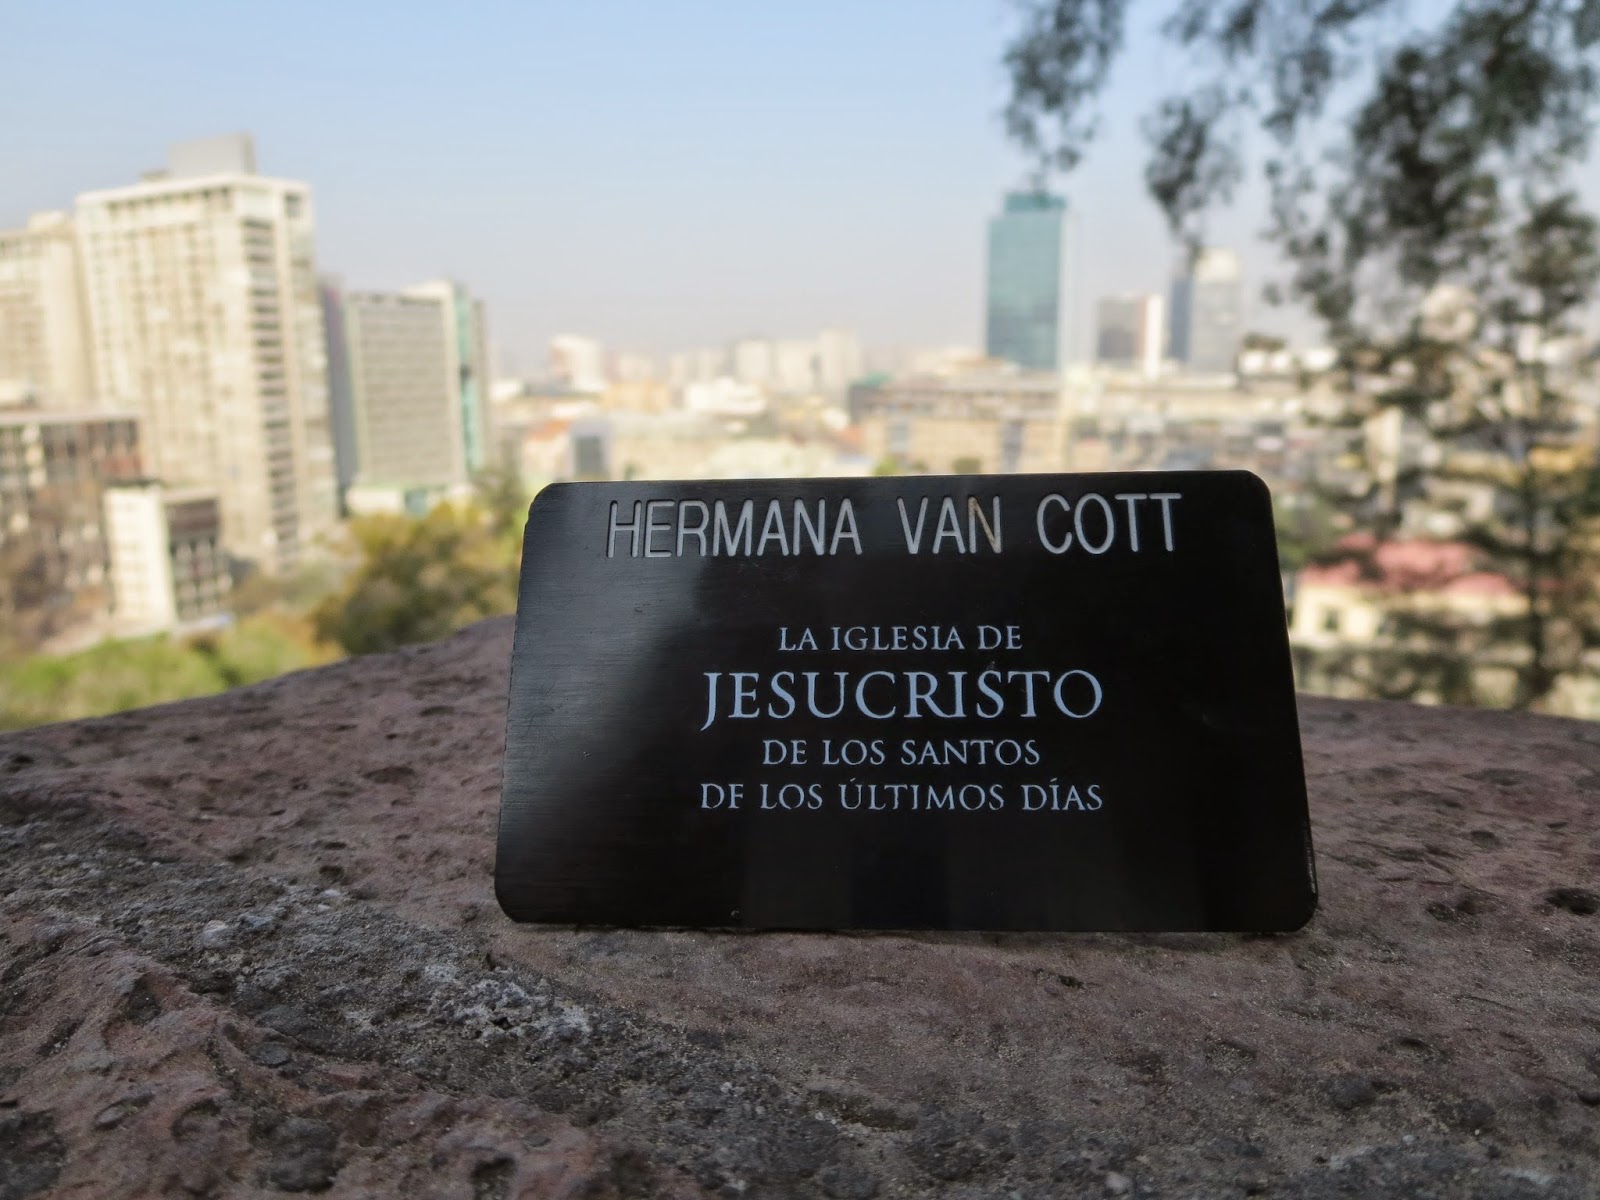 HERMANA VAN COTT
LA IGLESIA DE
JESUCRISTO
DE LOS SANTOS
DE LOS ÚLTIMOS DÍAS